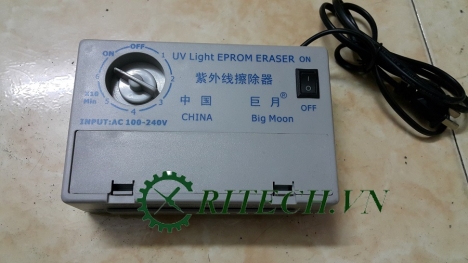 UV Light EPROM ERASER
紫外线擦除器
中国 巨月®
CHINA Big Moon
ON
OFF
ON
OFF
1
2
3
4
5
X10
Min
INPUT:AC 100-240V
RITECH.VN